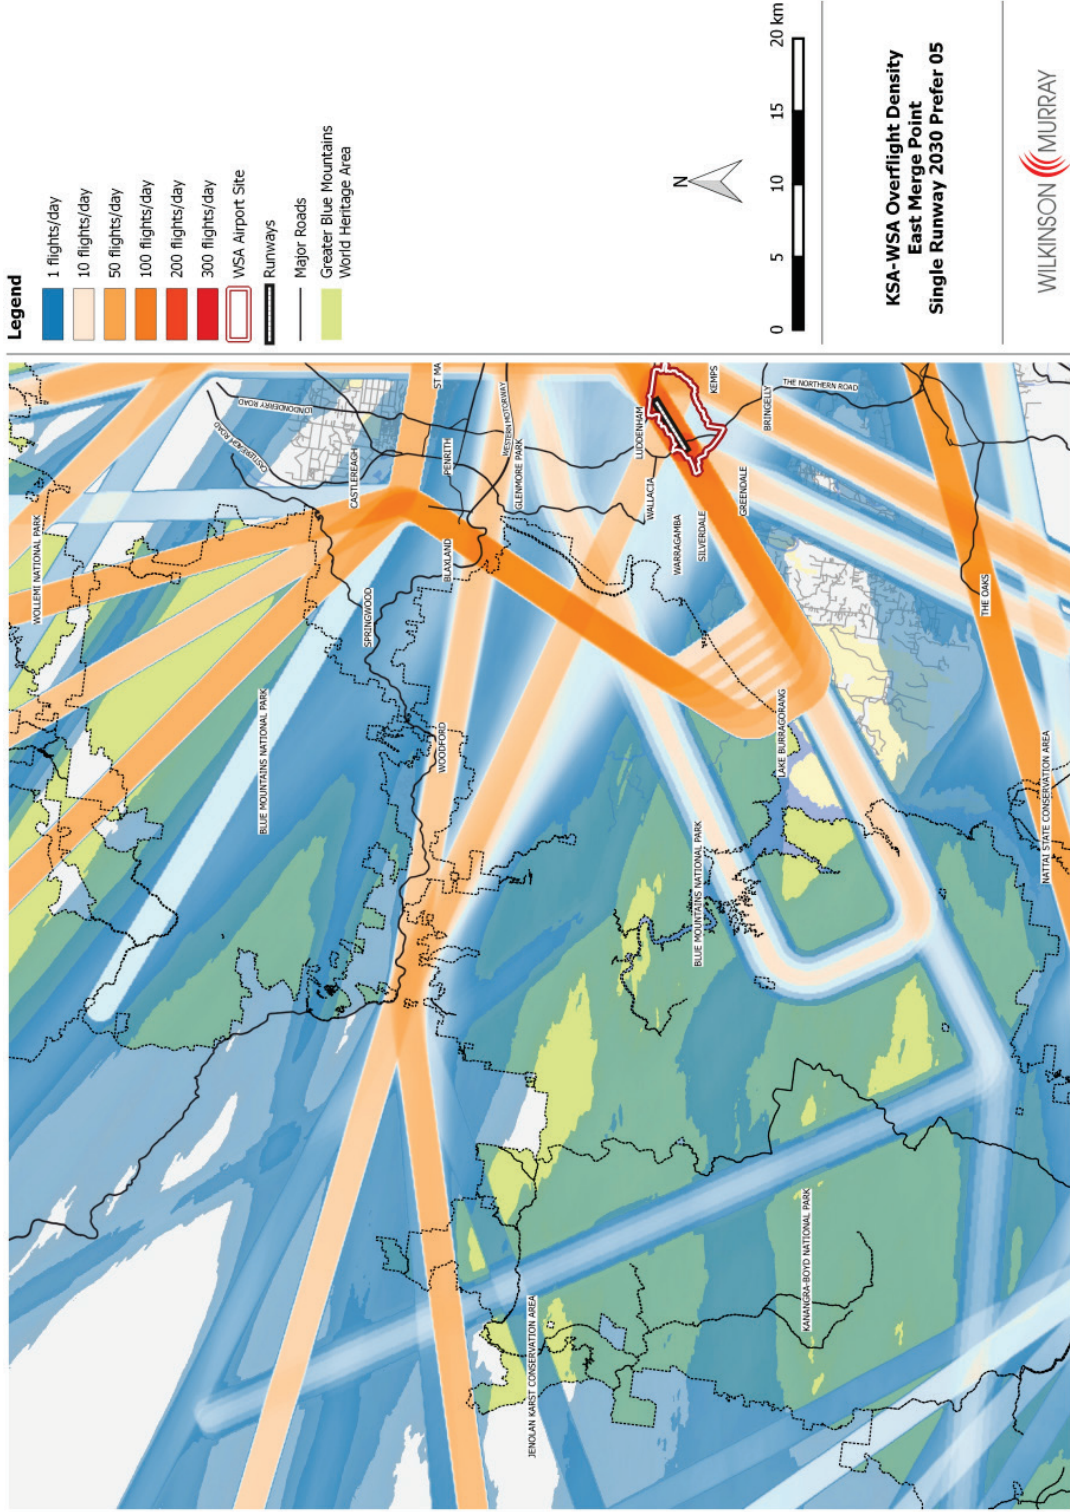 Legend
1 flights/day
10 flights/day
50 flights/day
100 flights/day
200 flights/day
300 flights/day
WSA Airport Site
Runways
Major Roads
Greater Blue Mountains
World Heritage Area
N
0 5 10 15 20 km
KSA-WSA Overflight Density
East Merge Point
Single Runway 2030 Prefer 05
WILKINSON MURRAY
WOLLEMI NATIONAL PARK
CASTLEREAGH ROAD
LONDONDERRY ROAD
CASTLEREAGH
ST MA
PENRITH
WESTERN MOTORWAY
GLENMORE PARK
BLAXLAND
SPRINGWOOD
BLUE MOUNTAINS NATIONAL PARK
WOODFORD
LUDDENHAM
WALLACIA
WARRAGAMBA
SILVERDALE
GREENDALE
KEMPS
BRINGELLY
THE NORTHERN ROAD
LAKE BURRAGORANG
BLUE MOUNTAINS NATIONAL PARK
THE OAKS
NATTAI STATE CONSERVATION AREA
JENOLAN KARST CONSERVATION AREA
KANANGRA-BOYD NATIONAL PARK